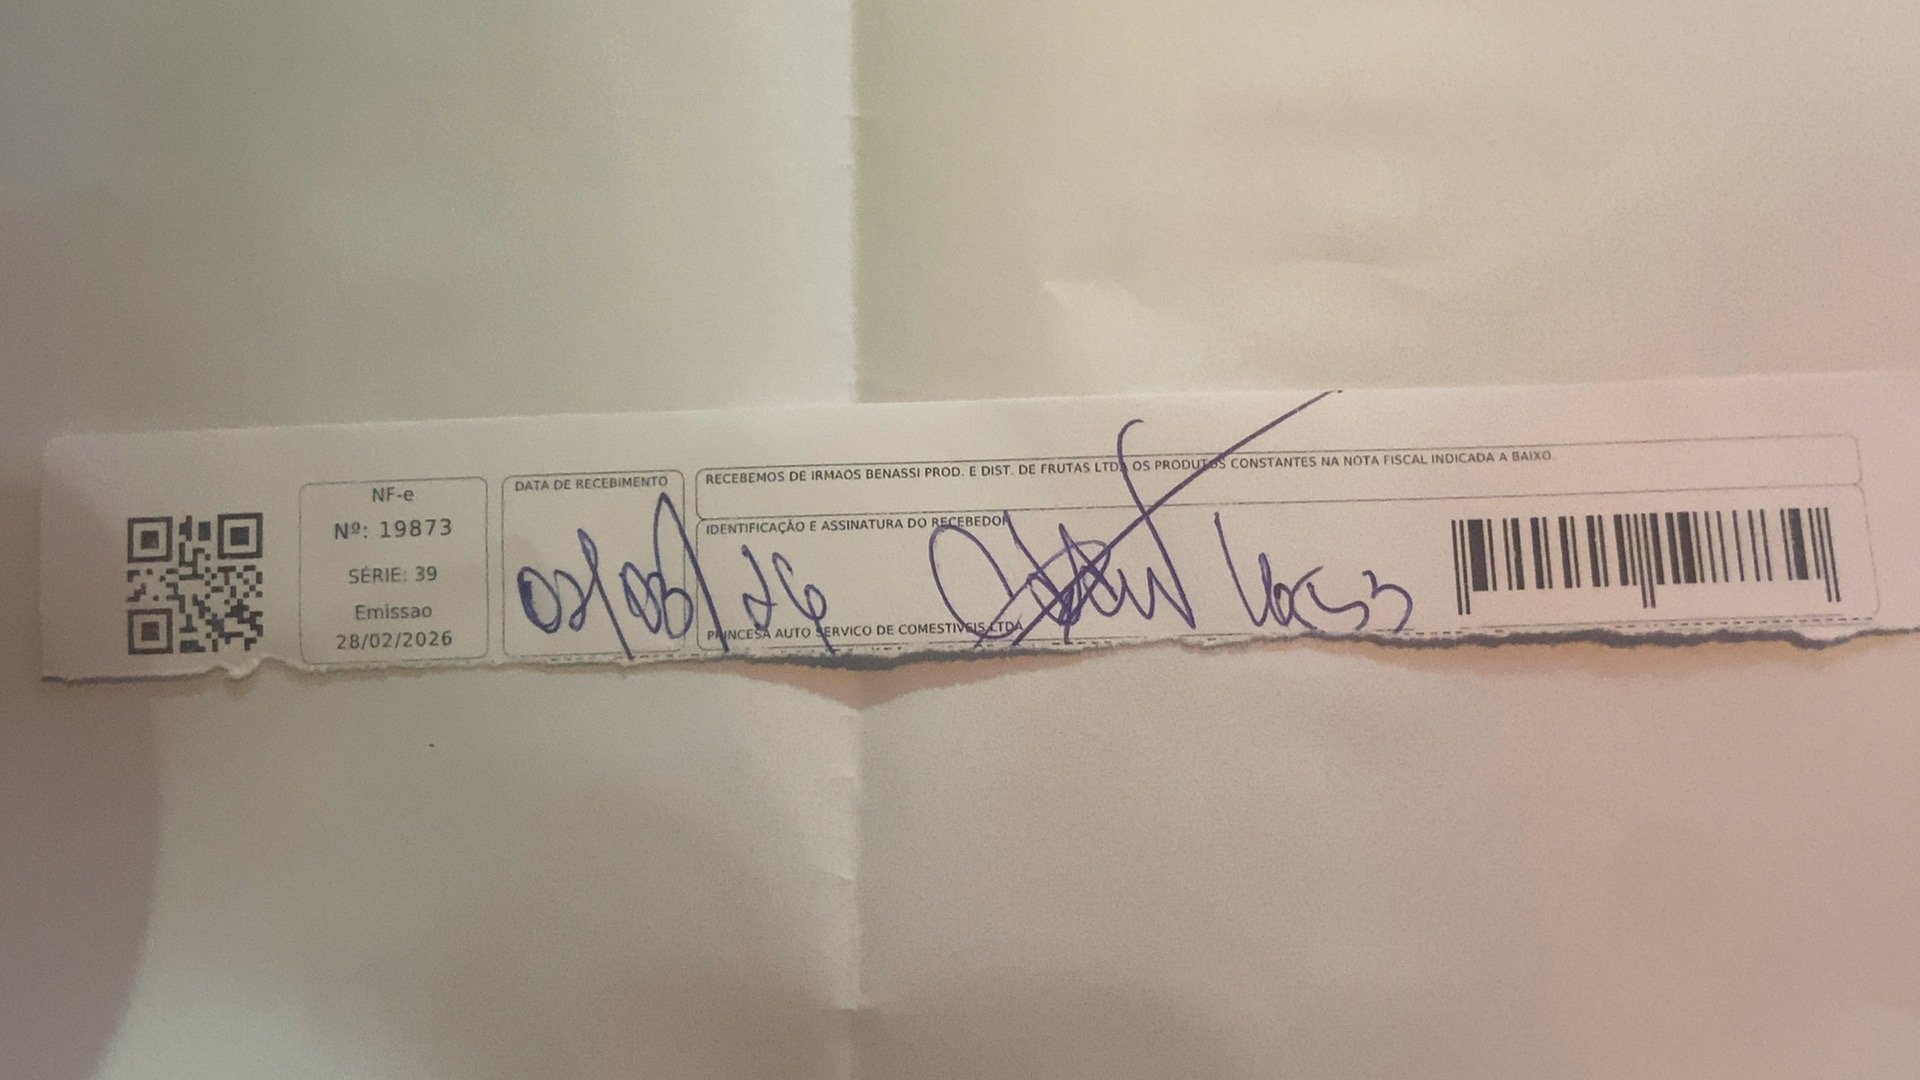 NF-e
Nº: 19873
SÉRIE: 39
Emissao
28/02/2026
DATA DE RECEBIMENTO
RECEBEMOS DE IRMAOS BENASSI PROD. E DIST. DE FRUTAS LTDA OS PRODUTOS CONSTANTES NA NOTA FISCAL INDICADA A BAIXO.
IDENTIFICAÇÃO E ASSINATURA DO RECEBEDOR
PRINCESA AUTO SERVICO DE COMESTIVEIS LTDA